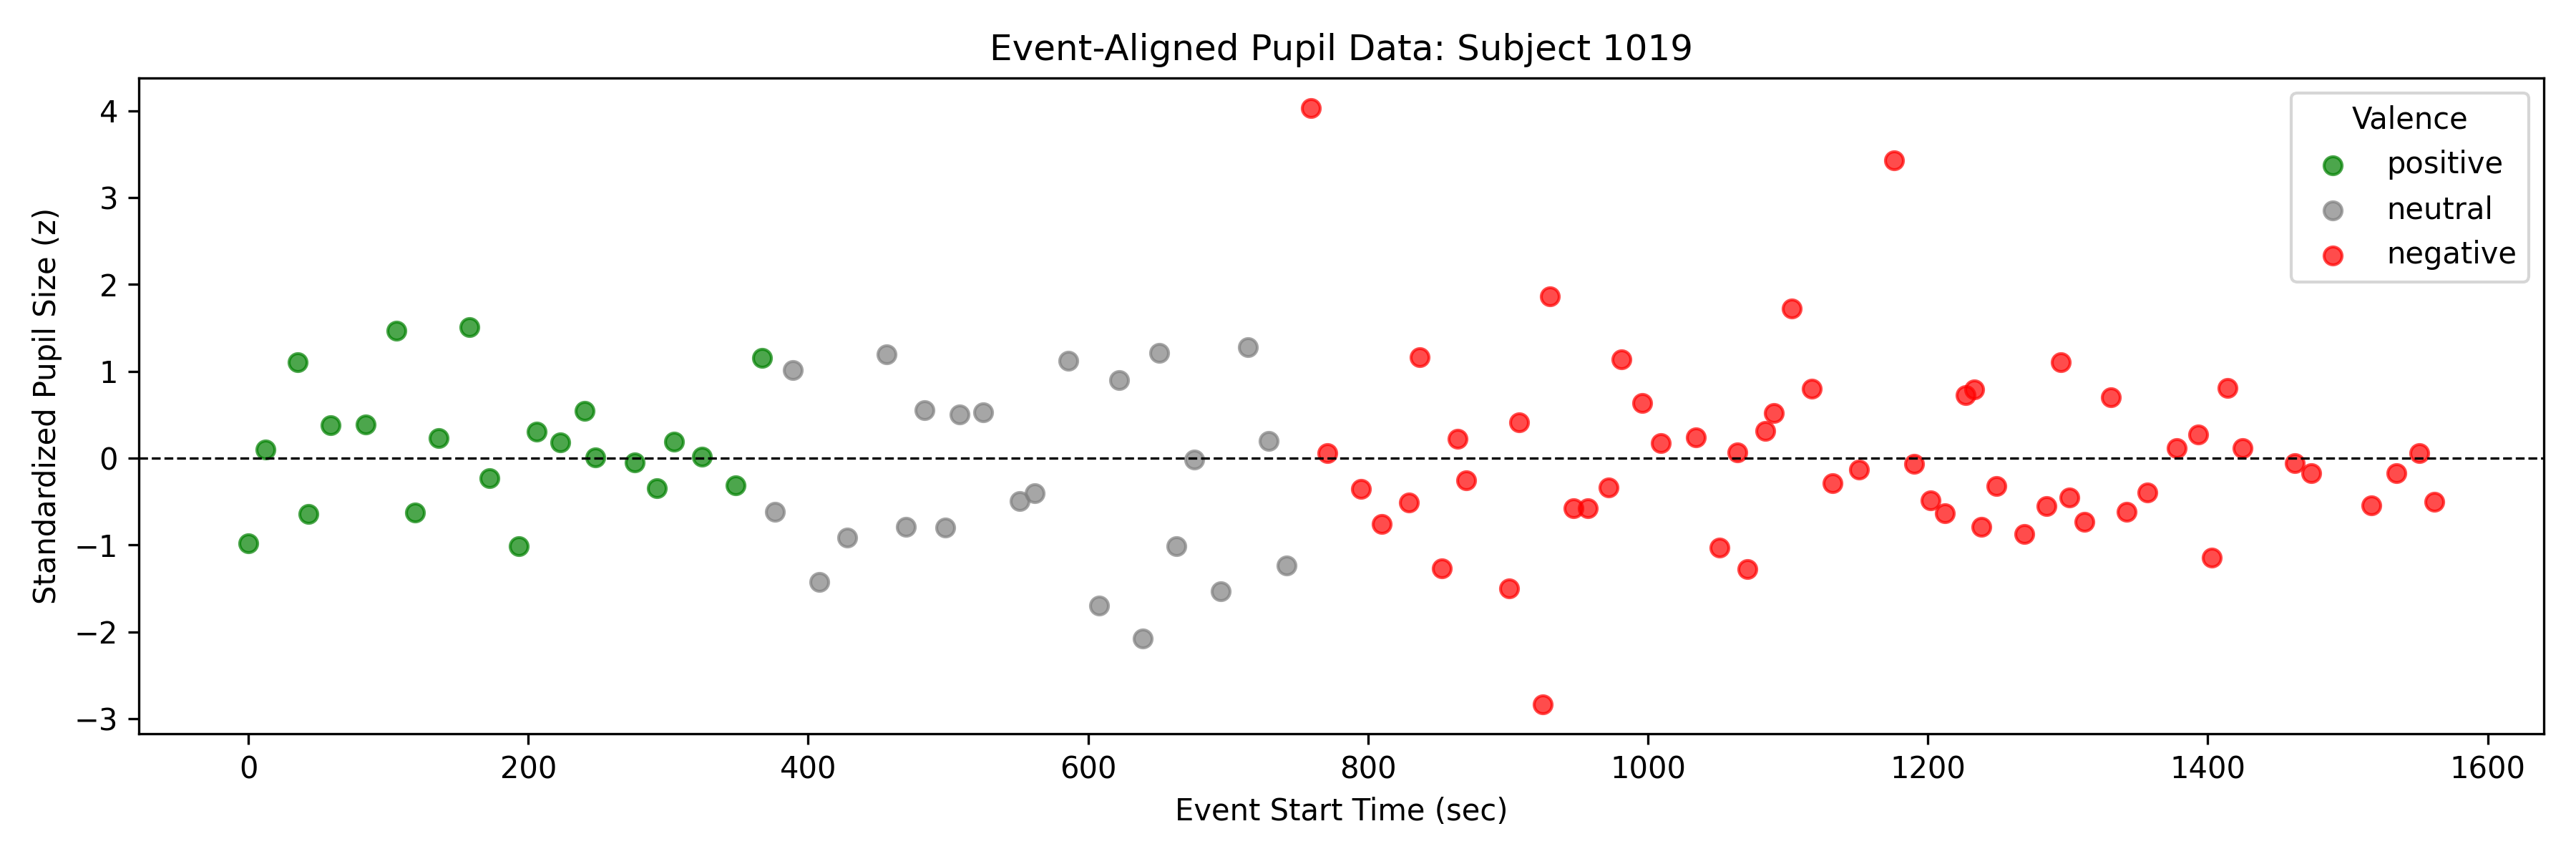 Event-Aligned Pupil Data: Subject 1019
Standardized Pupil Size (z)
4
3
2
1
0
−1
−2
−3
Valence
positive
neutral
negative
0 200 400 600 800 1000 1200 1400 1600
Event Start Time (sec)